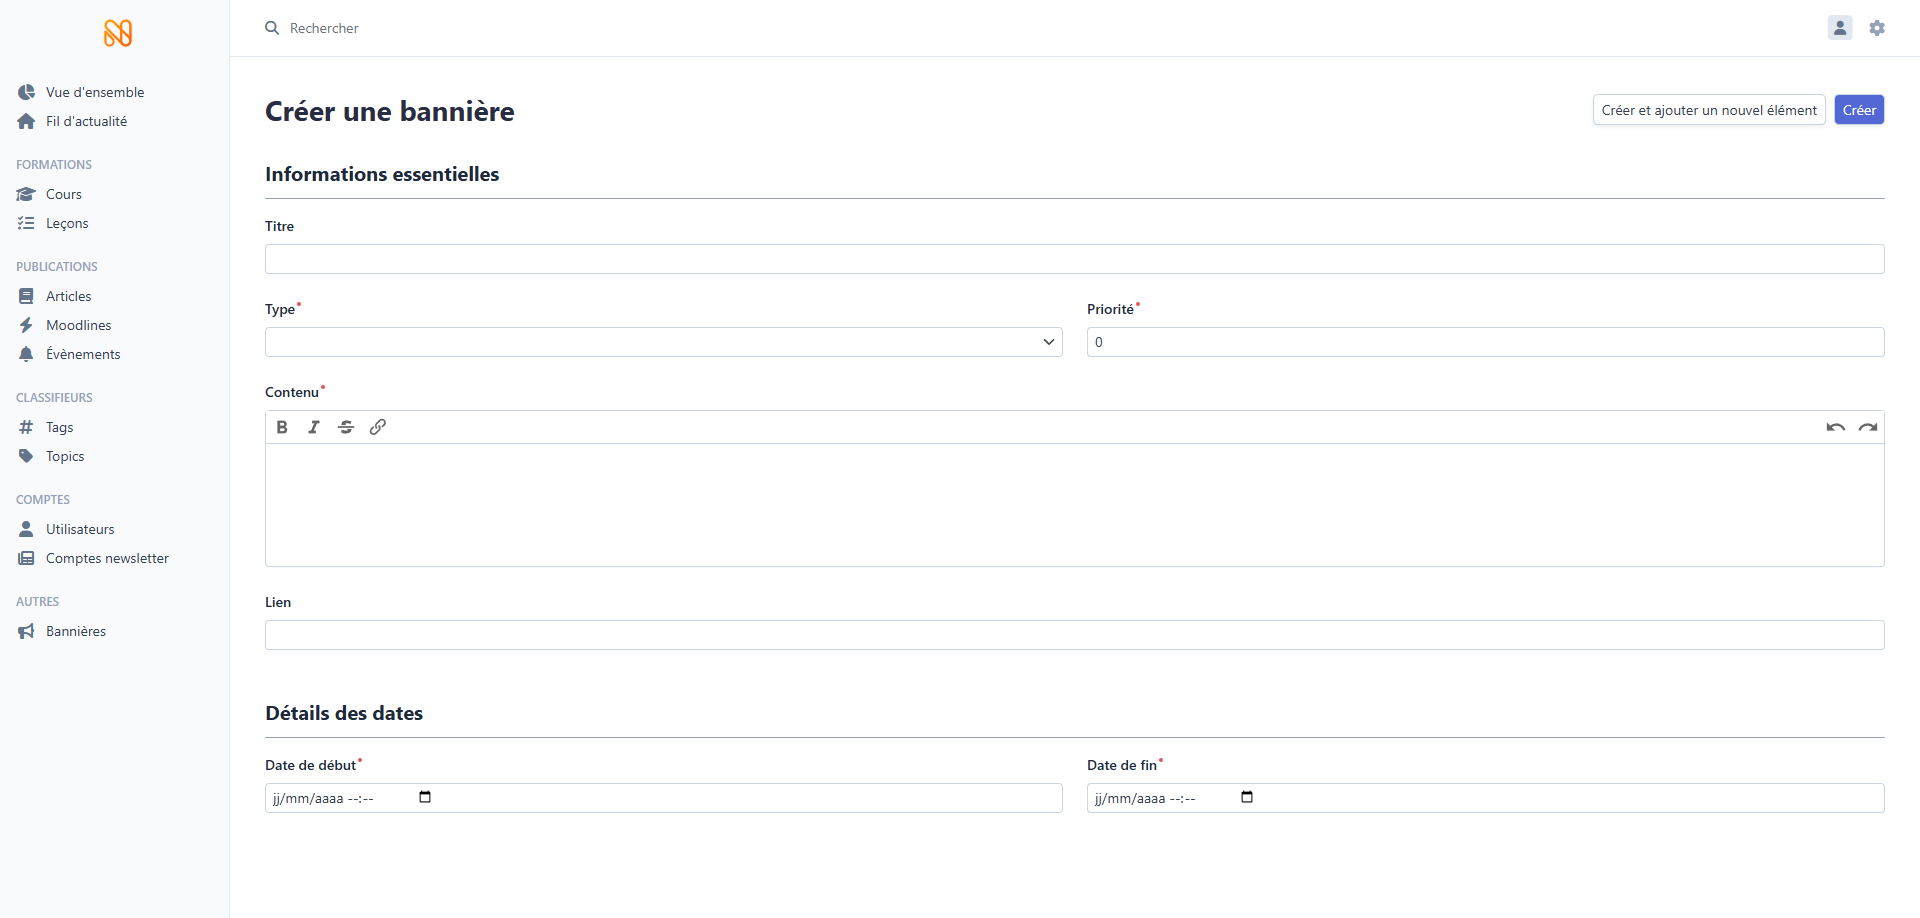 Rechercher
Vue d'ensemble
Fil d'actualité
FORMATIONS
Cours
Leçons
PUBLICATIONS
Articles
Moodlines
Évènements
CLASSIFIEURS
Tags
Topics
COMPTES
Utilisateurs
Comptes newsletter
AUTRES
Bannières
Créer une bannière
Créer et ajouter un nouvel élément
Créer
Informations essentielles
Titre
Type
Priorité
0
Contenu
B I S
Lien
Détails des dates
Date de début
Date de fin
jj/mm/aaaa --:--
jj/mm/aaaa --:--